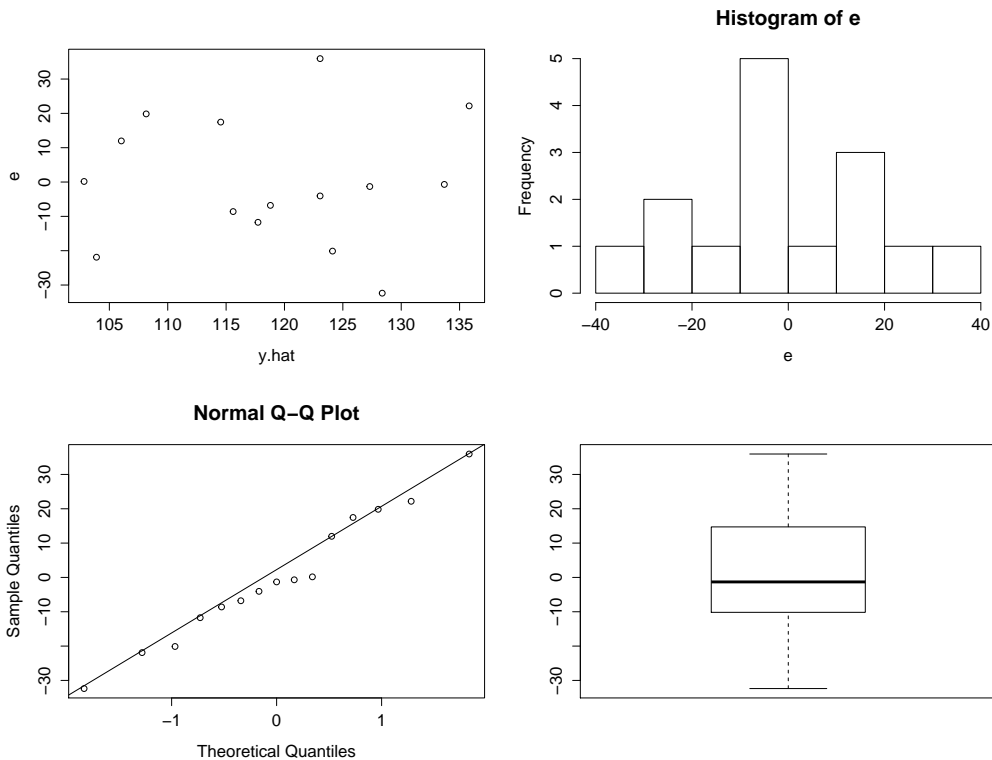 e
30
20
10
0
−10
−30
105 110 115 120 125 130 135
y.hat
Histogram of e
Frequency
5
4
3
2
1
0
−40 −20 0 20 40
e
Normal Q−Q Plot
Sample Quantiles
30
20
10
0
−10
−30
−1 0 1
Theoretical Quantiles
30
20
10
0
−10
−30